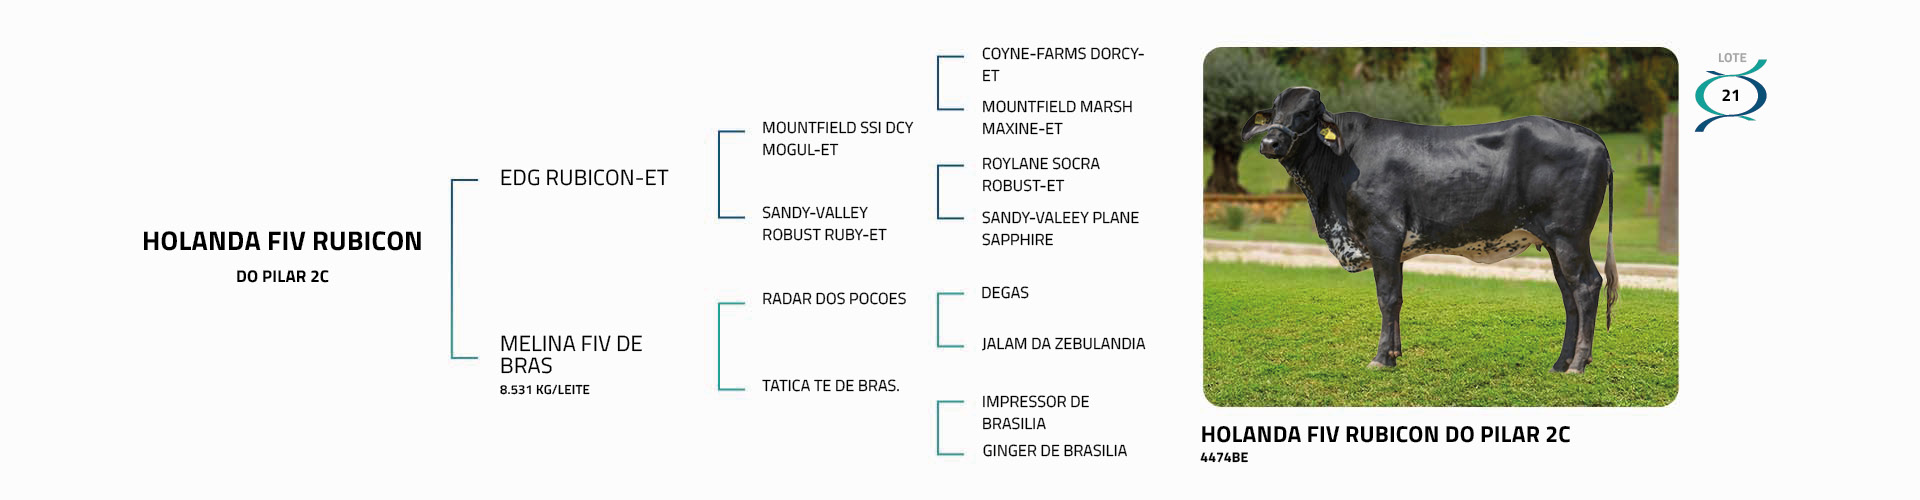 HOLANDA FIV RUBICON
DO PILAR 2C
EDG RUBICON-ET
MELINA FIV DE
BRAS
8.531 KG/LEITE
MOUNTFIELD SSI DCY
MOGUL-ET
SANDY-VALLEY
ROBUST RUBY-ET
RADAR DOS POCOES
TATICA TE DE BRAS.
COYNE-FARMS DORCY-
ET
MOUNTFIELD MARSH
MAXINE-ET
ROYLANE SOCRA
ROBUST-ET
SANDY-VALEEY PLANE
SAPPHIRE
DEGAS
JALAM DA ZEBULANDIA
IMPRESSOR DE
BRASILIA
GINGER DE BRASILIA
LOTE
21
HOLANDA FIV RUBICON DO PILAR 2C
4474BE